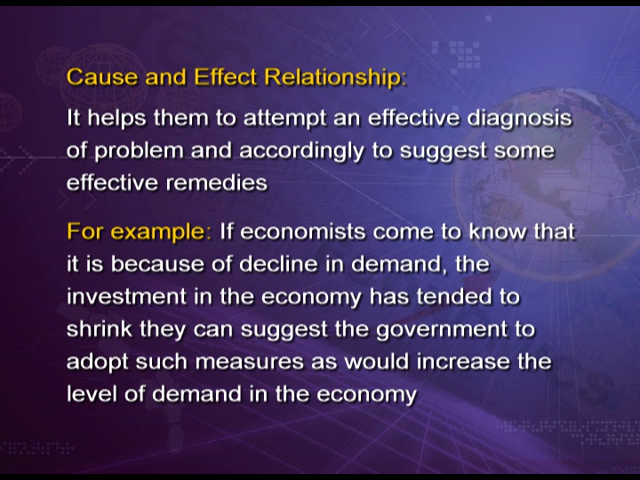 Cause and Effect Relationship:
It helps them to attempt an effective diagnosis
of problem and accordingly to suggest some
effective remedies
For example: If economists come to know that
it is because of decline in demand, the
investment in the economy has tended to
shrink they can suggest the government to
adopt such measures as would increase the
level of demand in the economy